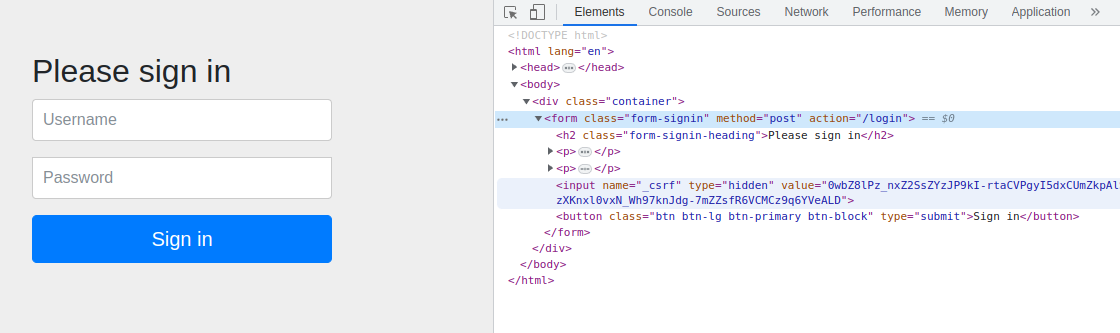 Please sign in
Username
Password
Sign in
Elements Console Sources Network Performance Memory Application »
<!DOCTYPE html>
<html lang="en">
<head>…</head>
<body>
<div class="container">
<form class="form-signin" method="post" action="/login"> == $0
<h2 class="form-signin-heading">Please sign in</h2>
<p>…</p>
<p>…</p>
<input name="_csrf" type="hidden" value="0wbZ8lPz_nxZ2SsZYzJP9kI-rtaCVPgyI5dxCUmZkpAl
zXKnxl0vxN_Wh97knJdg-7mZZsfR6VCMCz9q6YVeALD">
<button class="btn btn-lg btn-primary btn-block" type="submit">Sign in</button>
</form>
</div>
</body>
</html>